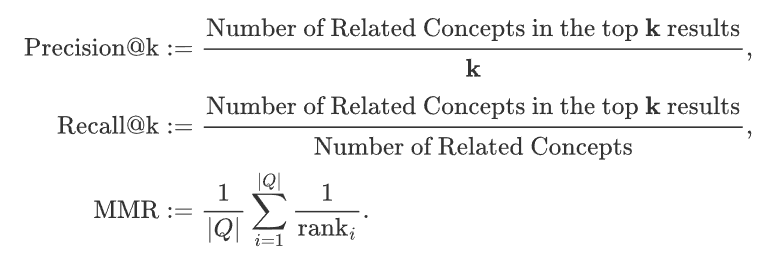 Precision@k := Number of Related Concepts in the top k results / k,
Recall@k := Number of Related Concepts in the top k results / Number of Related Concepts,
MMR := 1/|Q| ∑_{i=1}^{|Q|} 1/rank_i.